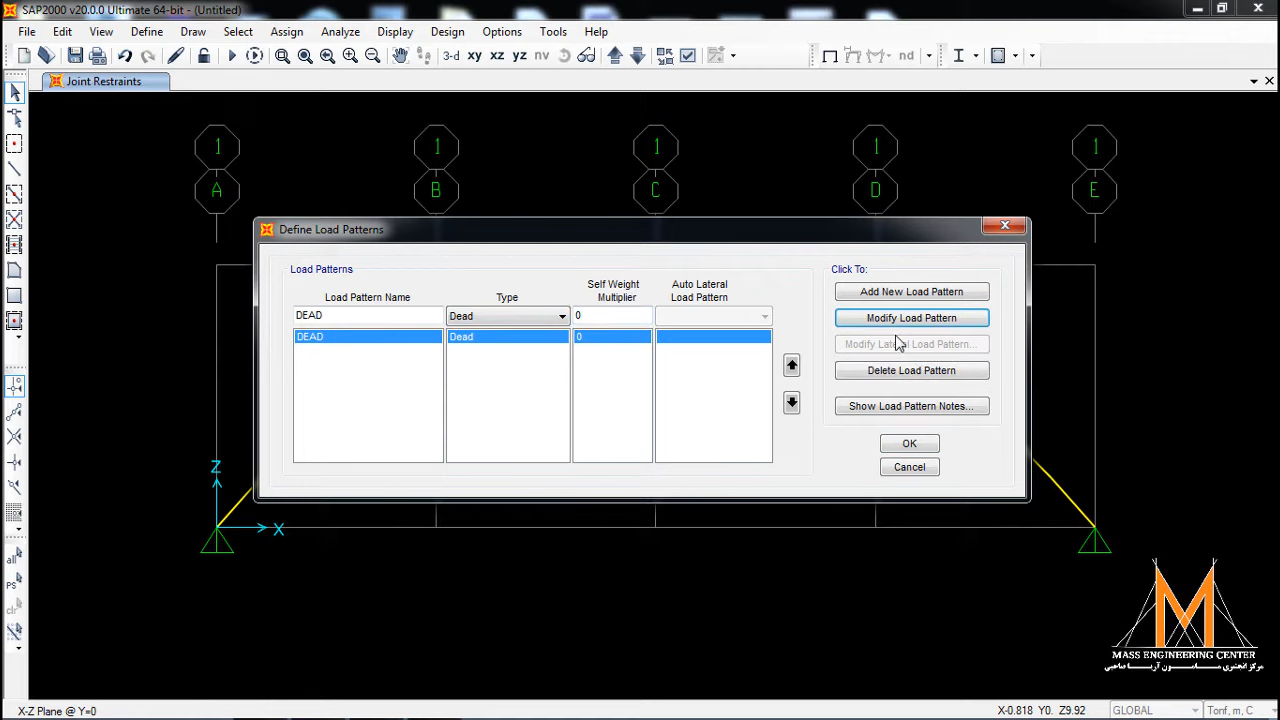 SAP2000 v20.0.0 Ultimate 64-bit - (Untitled)
File Edit View Define Draw Select Assign Analyze Display Design Options Tools Help
3-d xy xz yz nd
Joint Restraints
1 1 1 1 1
A B C D E
Define Load Patterns
Load Patterns
Click To:
Load Pattern Name Type Self Weight Multiplier Auto Lateral Load Pattern
DEAD Dead 0
DEAD Dead 0
Add New Load Pattern
Modify Load Pattern
Modify Lateral Load Pattern...
Delete Load Pattern
Show Load Pattern Notes...
OK
Cancel
Z
X
all
PS
clr
MASS ENGINEERING CENTER
X-Z Plane @ Y=0
X-0.818 Y0. Z9.92
GLOBAL
Tonf, m, C